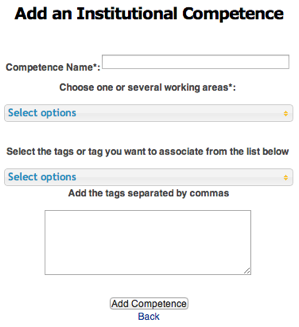 Add an Institutional Competence
Competence Name*:
Choose one or several working areas*:
Select options
Select the tags or tag you want to associate from the list below
Select options
Add the tags separated by commas
Add Competence
Back